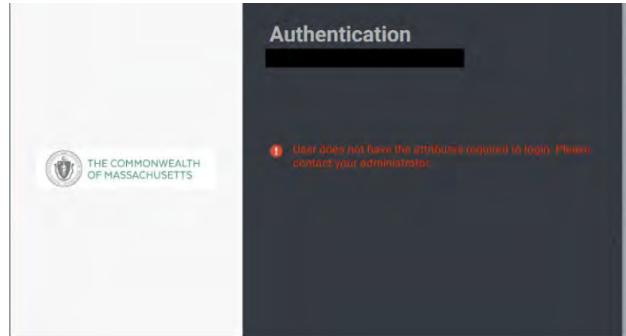 Authentication
THE COMMONWEALTH
OF MASSACHUSETTS
User does not have the attributes required to login. Please
contact your administrator.